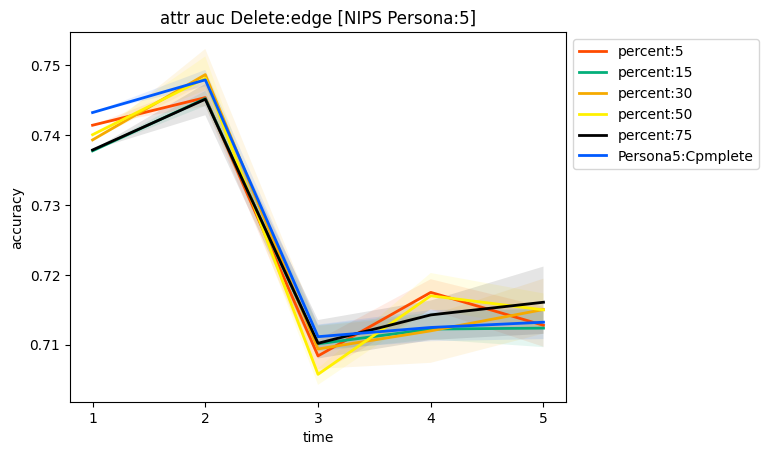 attr auc Delete:edge [NIPS Persona:5]
percent:5
percent:15
percent:30
percent:50
percent:75
Persona5:Cpmplete
accuracy
0.75
0.74
0.73
0.72
0.71
1 2 3 4 5
time